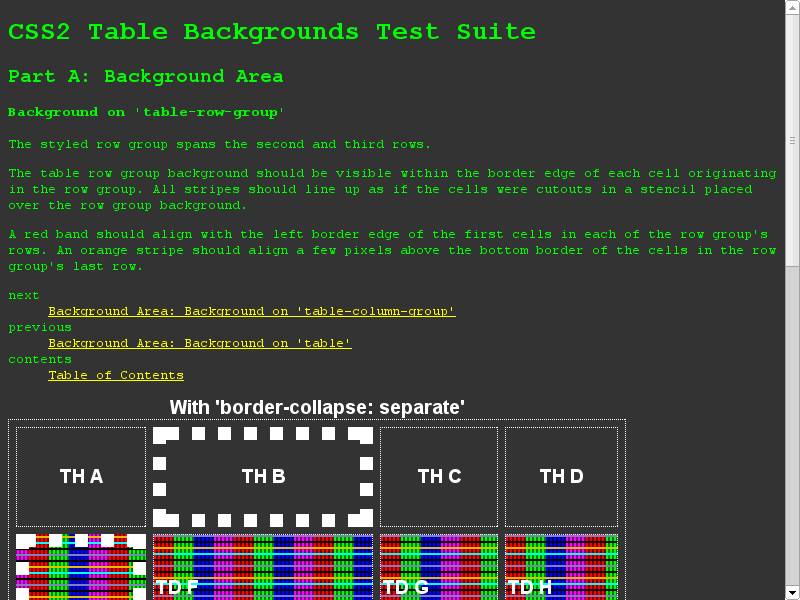 CSS2 Table Backgrounds Test Suite
Part A: Background Area
Background on 'table-row-group'
The styled row group spans the second and third rows.
The table row group background should be visible within the border edge of each cell originating
in the row group. All stripes should line up as if the cells were cutouts in a stencil placed
over the row group background.
A red band should align with the left border edge of the first cells in each of the row group's
rows. An orange stripe should align a few pixels above the bottom border of the cells in the row
group's last row.
next
Background Area: Background on 'table-column-group'
previous
Background Area: Background on 'table'
contents
Table of Contents
With 'border-collapse: separate'
TH A TH B TH C TH D
TD F TD G TD H